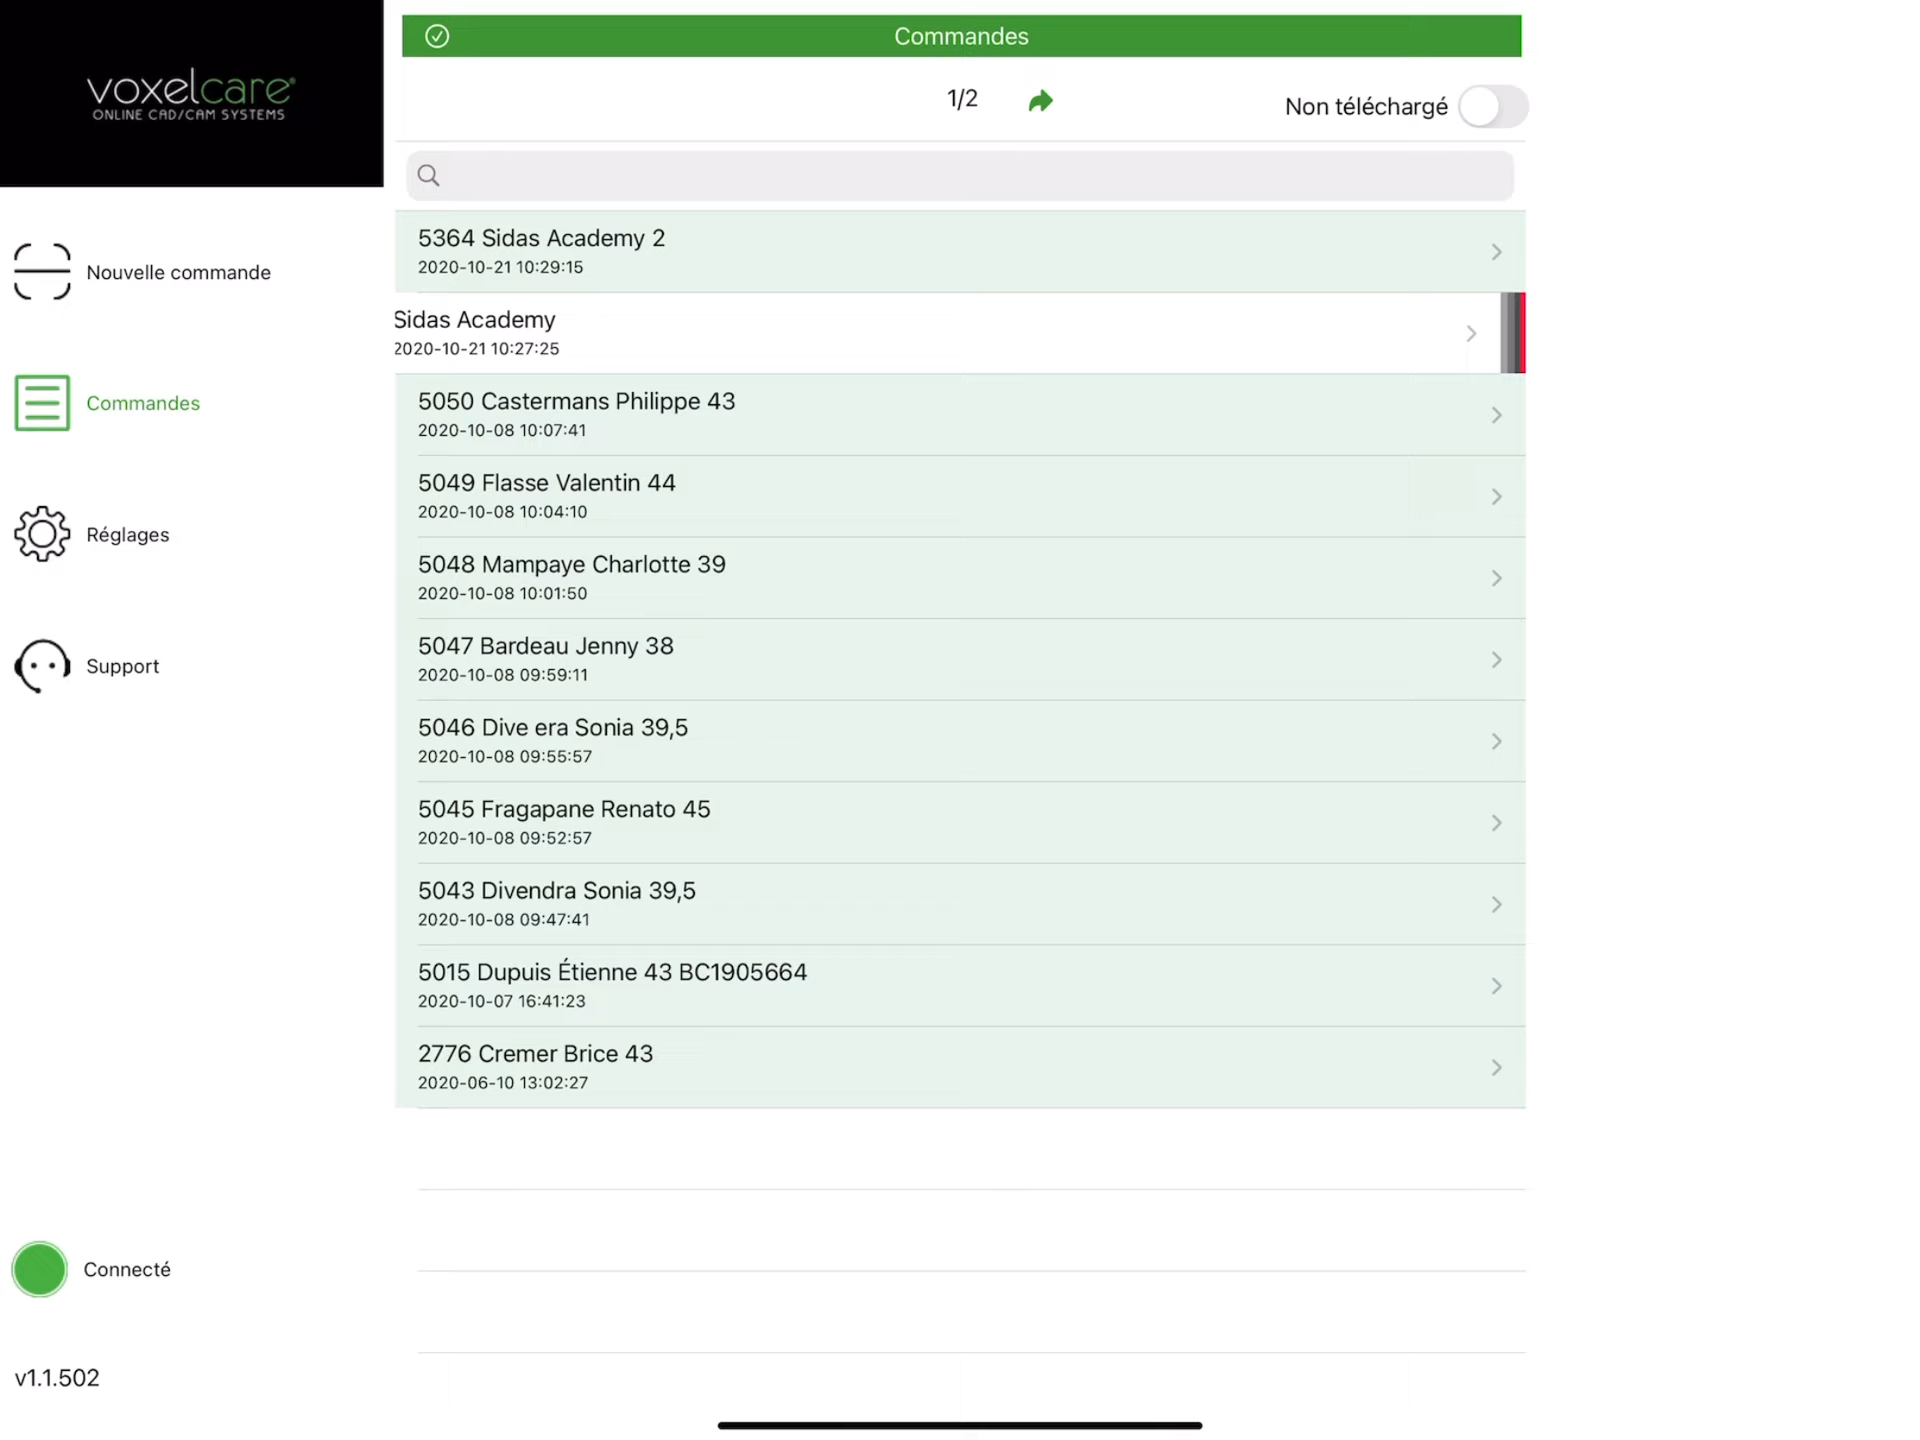 voxelcare®
ONLINE CAD/CAM SYSTEMS
Nouvelle commande
Commandes
Réglages
Support
Connecté
v1.1.502
Commandes
1/2
Non téléchargé
5364 Sidas Academy 2
2020-10-21 10:29:15
Sidas Academy
2020-10-21 10:27:25
5050 Castermans Philippe 43
2020-10-08 10:07:41
5049 Flasse Valentin 44
2020-10-08 10:04:10
5048 Mampaye Charlotte 39
2020-10-08 10:01:50
5047 Bardeau Jenny 38
2020-10-08 09:59:11
5046 Dive era Sonia 39,5
2020-10-08 09:55:57
5045 Fragapane Renato 45
2020-10-08 09:52:57
5043 Divendra Sonia 39,5
2020-10-08 09:47:41
5015 Dupuis Étienne 43 BC1905664
2020-10-07 16:41:23
2776 Cremer Brice 43
2020-06-10 13:02:27